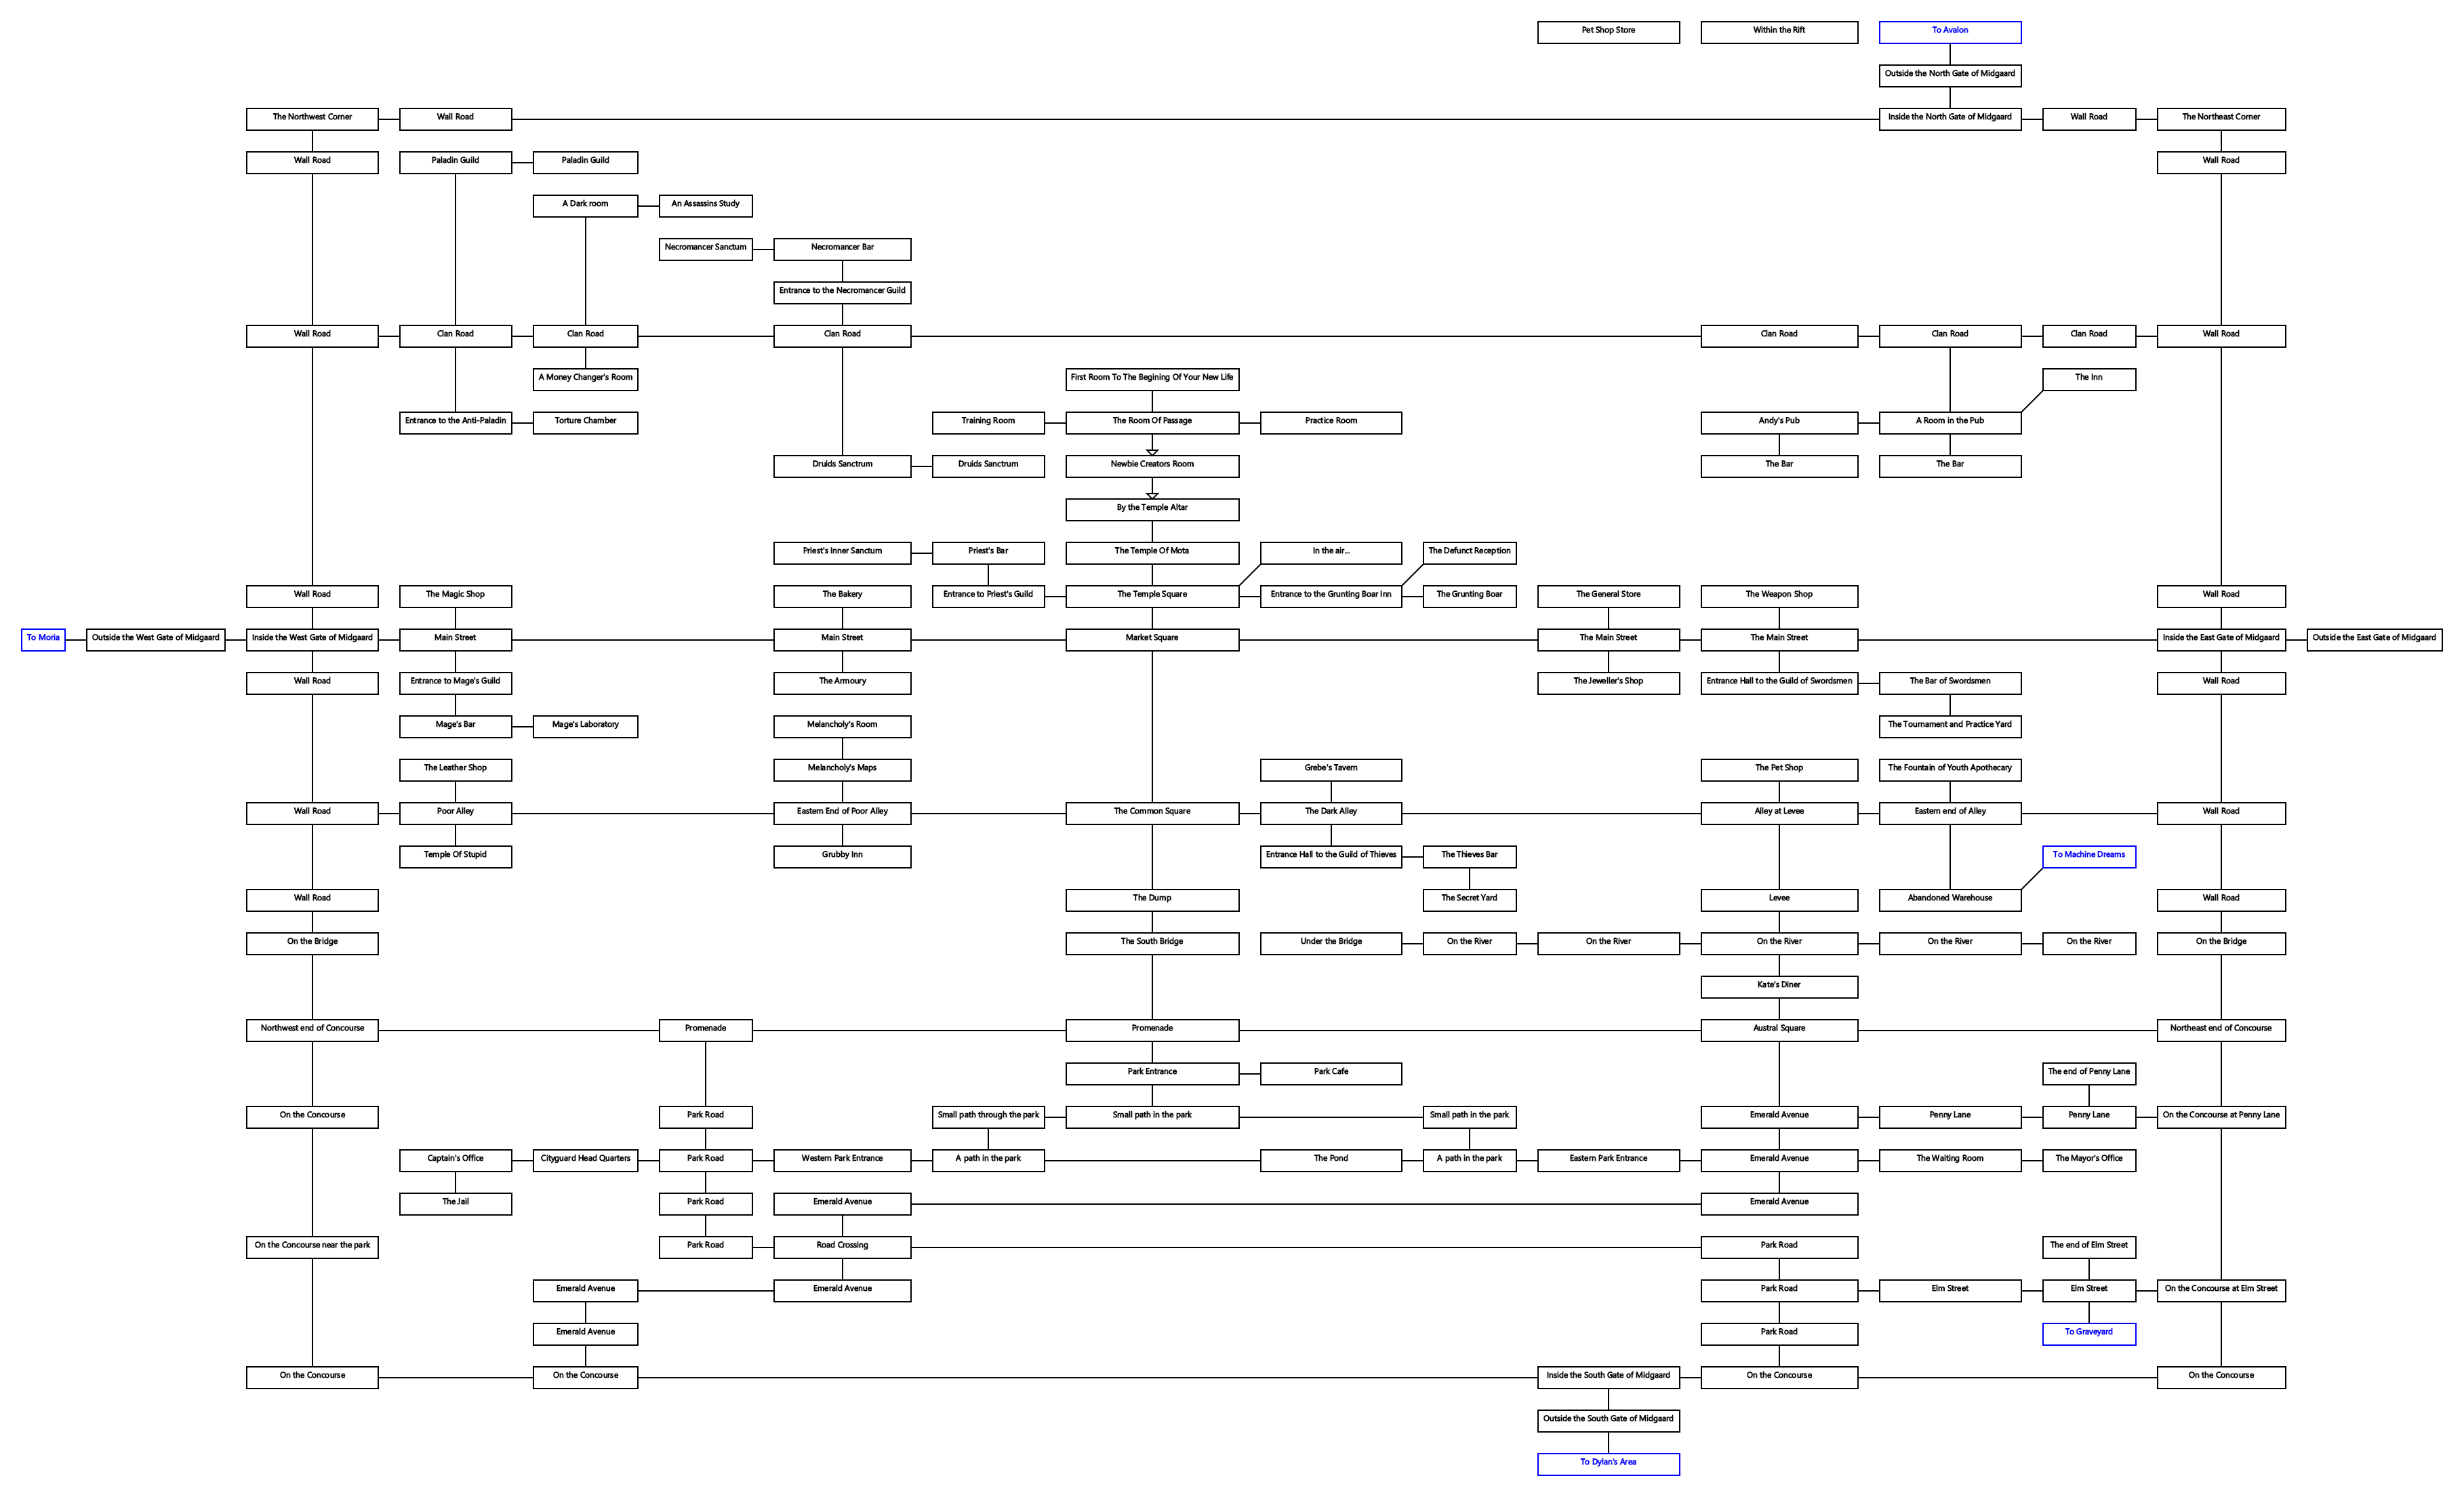 Pet Shop Store
Within the Rift
To Avalon
Outside the North Gate of Midgaard
The Northwest Corner
Wall Road
Inside the North Gate of Midgaard
Wall Road
The Northeast Corner
Wall Road
Paladin Guild
Paladin Guild
Wall Road
A Dark room
An Assassins Study
Necromancer Sanctum
Necromancer Bar
Entrance to the Necromancer Guild
Wall Road
Clan Road
Clan Road
Clan Road
Clan Road
Clan Road
Clan Road
Wall Road
A Money Changer's Room
First Room To The Begining Of Your New Life
The Inn
Entrance to the Anti-Paladin
Torture Chamber
Training Room
The Room Of Passage
Practice Room
Andy's Pub
A Room in the Pub
Druids Sanctrum
Druids Sanctrum
Newbie Creators Room
The Bar
The Bar
By the Temple Altar
Priest's Inner Sanctum
Priest's Bar
The Temple Of Mota
In the air...
The Defunct Reception
Wall Road
The Magic Shop
The Bakery
Entrance to Priest's Guild
The Temple Square
Entrance to the Grunting Boar Inn
The Grunting Boar
The General Store
The Weapon Shop
Wall Road
To Moria
Outside the West Gate of Midgaard
Inside the West Gate of Midgaard
Main Street
Main Street
Market Square
The Main Street
The Main Street
Inside the East Gate of Midgaard
Outside the East Gate of Midgaard
Wall Road
Entrance to Mage's Guild
The Armoury
The Jeweller's Shop
Entrance Hall to the Guild of Swordsmen
The Bar of Swordsmen
Wall Road
Mage's Bar
Mage's Laboratory
Melancholy's Room
The Tournament and Practice Yard
The Leather Shop
Melancholy's Maps
Grebe's Tavern
The Pet Shop
The Fountain of Youth Apothecary
Wall Road
Poor Alley
Eastern End of Poor Alley
The Common Square
The Dark Alley
Alley at Levee
Eastern end of Alley
Wall Road
Temple Of Stupid
Grubby Inn
Entrance Hall to the Guild of Thieves
The Thieves Bar
To Machine Dreams
Wall Road
The Dump
The Secret Yard
Levee
Abandoned Warehouse
Wall Road
On the Bridge
The South Bridge
Under the Bridge
On the River
On the River
On the River
On the River
On the River
On the Bridge
Kate's Diner
Northwest end of Concourse
Promenade
Promenade
Austral Square
Northeast end of Concourse
Park Entrance
Park Cafe
The end of Penny Lane
On the Concourse
Park Road
Small path through the park
Small path in the park
Small path in the park
Emerald Avenue
Penny Lane
Penny Lane
On the Concourse at Penny Lane
Captain's Office
Cityguard Head Quarters
Park Road
Western Park Entrance
A path in the park
The Pond
A path in the park
Eastern Park Entrance
Emerald Avenue
The Waiting Room
The Mayor's Office
The Jail
Park Road
Emerald Avenue
Emerald Avenue
On the Concourse near the park
Park Road
Road Crossing
Park Road
The end of Elm Street
Emerald Avenue
Emerald Avenue
Park Road
Elm Street
Elm Street
On the Concourse at Elm Street
Emerald Avenue
Park Road
To Graveyard
On the Concourse
On the Concourse
Inside the South Gate of Midgaard
On the Concourse
On the Concourse
Outside the South Gate of Midgaard
To Dylan's Area